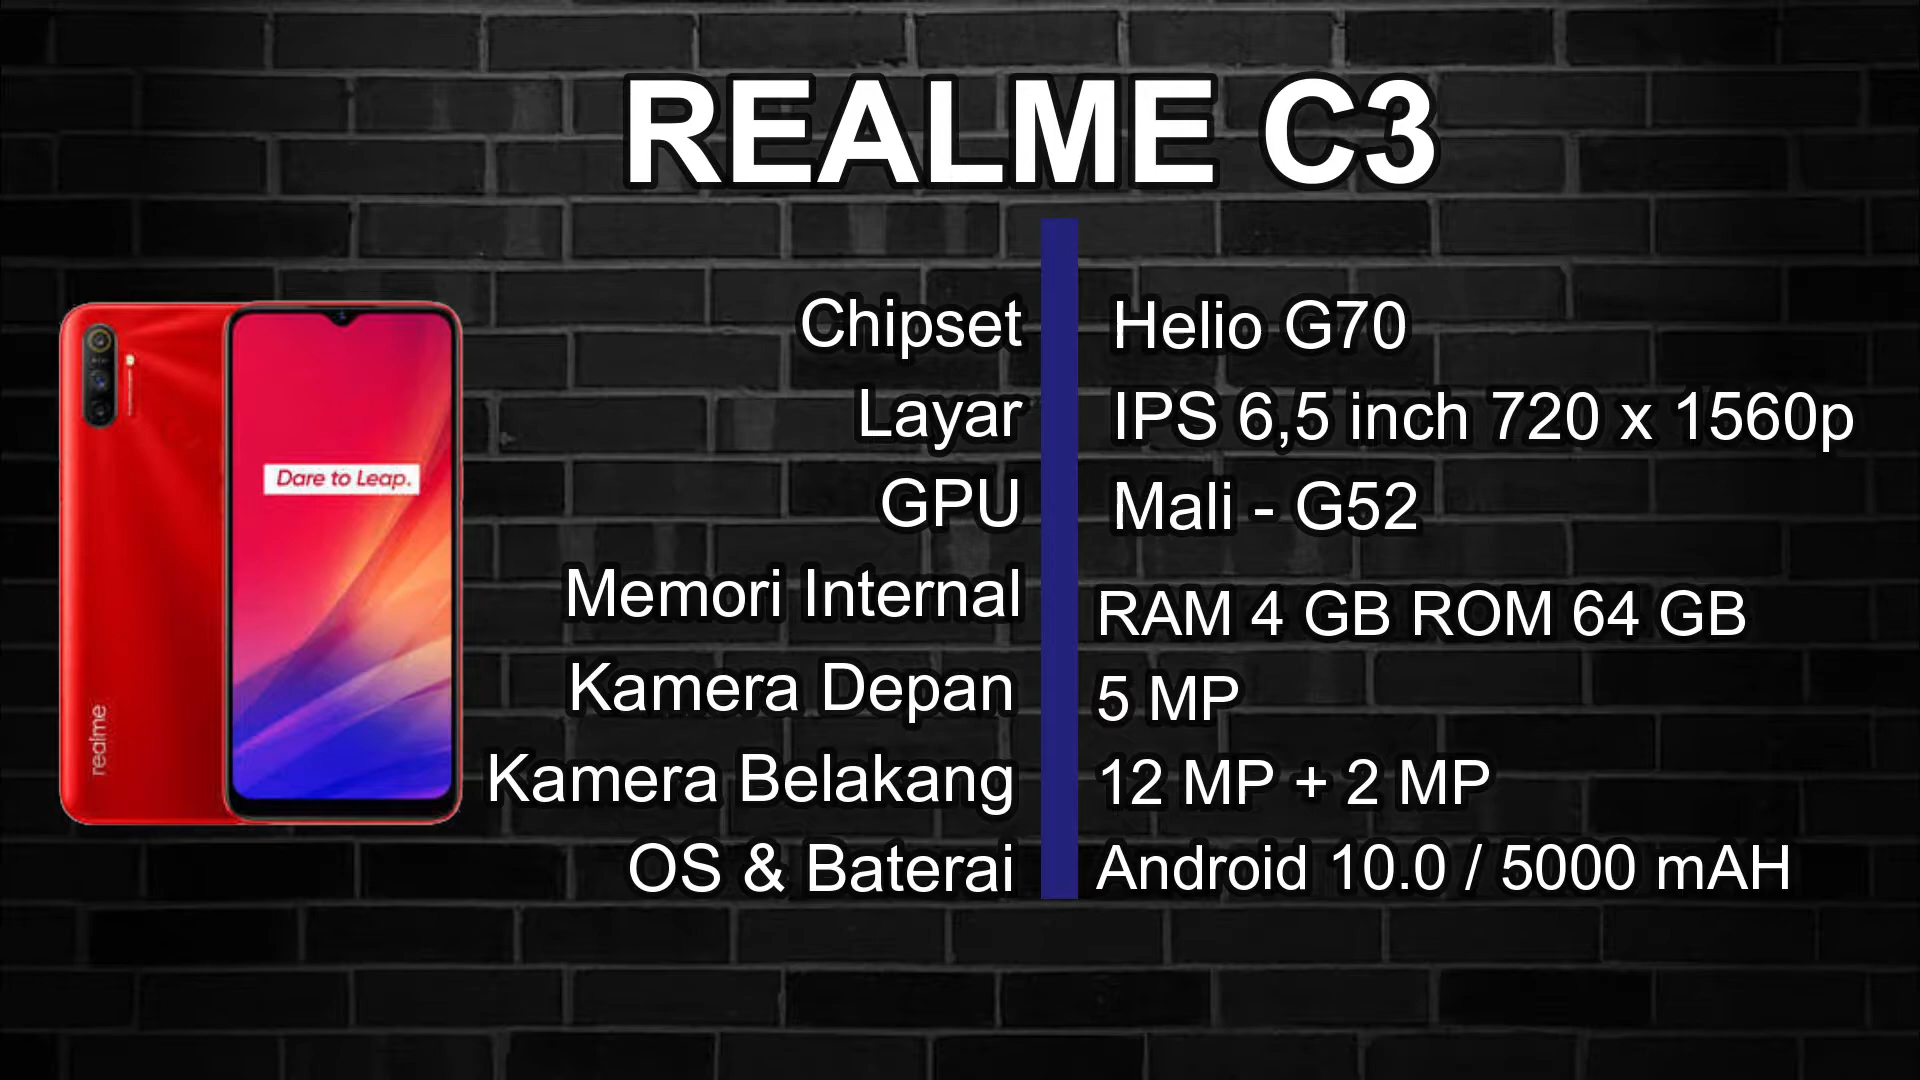 REALME C3
Chipset Helio G70
Layar IPS 6,5 inch 720 x 1560p
GPU Mali - G52
Memori Internal RAM 4 GB ROM 64 GB
Kamera Depan 5 MP
Kamera Belakang 12 MP + 2 MP
OS & Baterai Android 10.0 / 5000 mAH
Dare to Leap.
realme